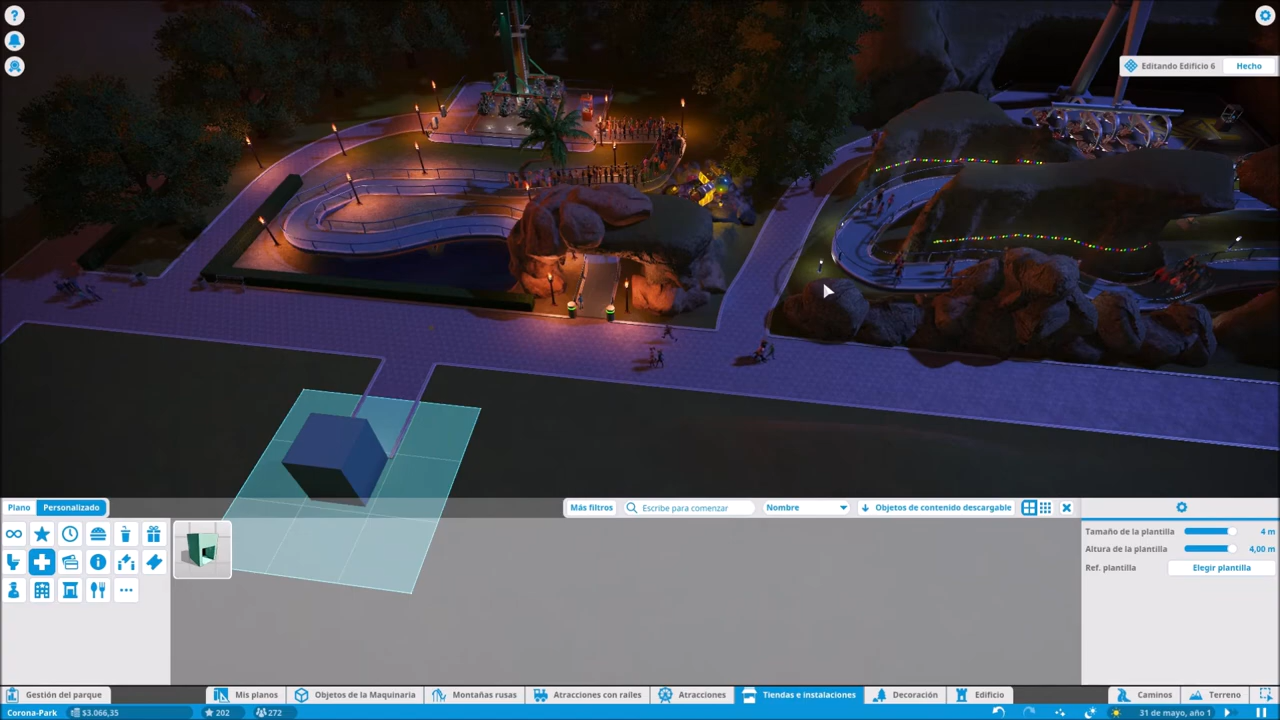 ?
Editando Edificio 6
Hecho
Plano
Personalizado
Más filtros
Escribe para comenzar
Nombre
Objetos de contenido descargable
Tamaño de la plantilla
4 m
Altura de la plantilla
4,00 m
Ref. plantilla
Elegir plantilla
Gestión del parque
Mis planos
Objetos de la Maquinaria
Montañas rusas
Atracciones con raíles
Atracciones
Tiendas e instalaciones
Decoración
Edificio
Caminos
Terreno
Corona-Park
$3.066,35
202
272
31 de mayo, año 1